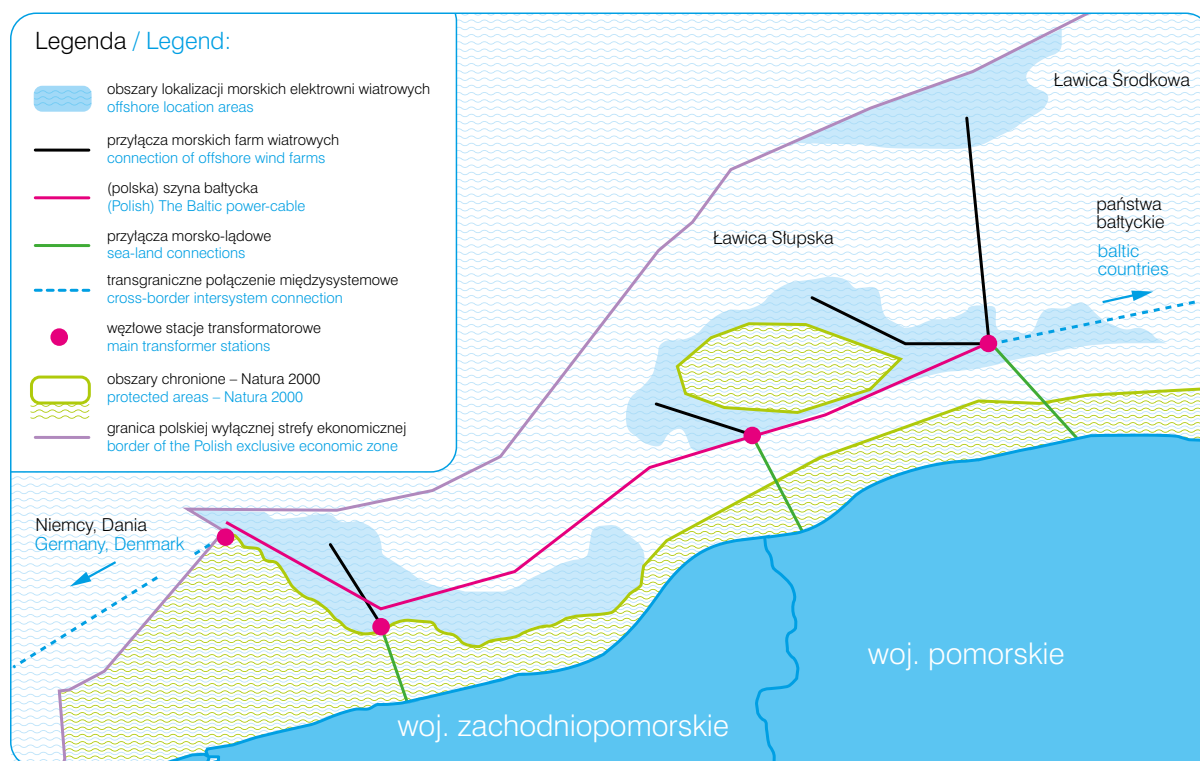 Legenda / Legend:
obszary lokalizacji morskich elektrowni wiatrowych
offshore location areas
przyłącza morskich farm wiatrowych
connection of offshore wind farms
(polska) szyna bałtycka
(Polish) The Baltic power-cable
przyłącza morsko-lądowe
sea-land connections
transgraniczne połączenie międzysystemowe
cross-border intersystem connection
węzłowe stacje transformatorowe
main transformer stations
obszary chronione – Natura 2000
protected areas – Natura 2000
granica polskiej wyłącznej strefy ekonomicznej
border of the Polish exclusive economic zone
Ławica Środkowa
państwa
bałtyckie
baltic
countries
Ławica Słupska
Niemcy, Dania
Germany, Denmark
woj. pomorskie
woj. zachodniopomorskie